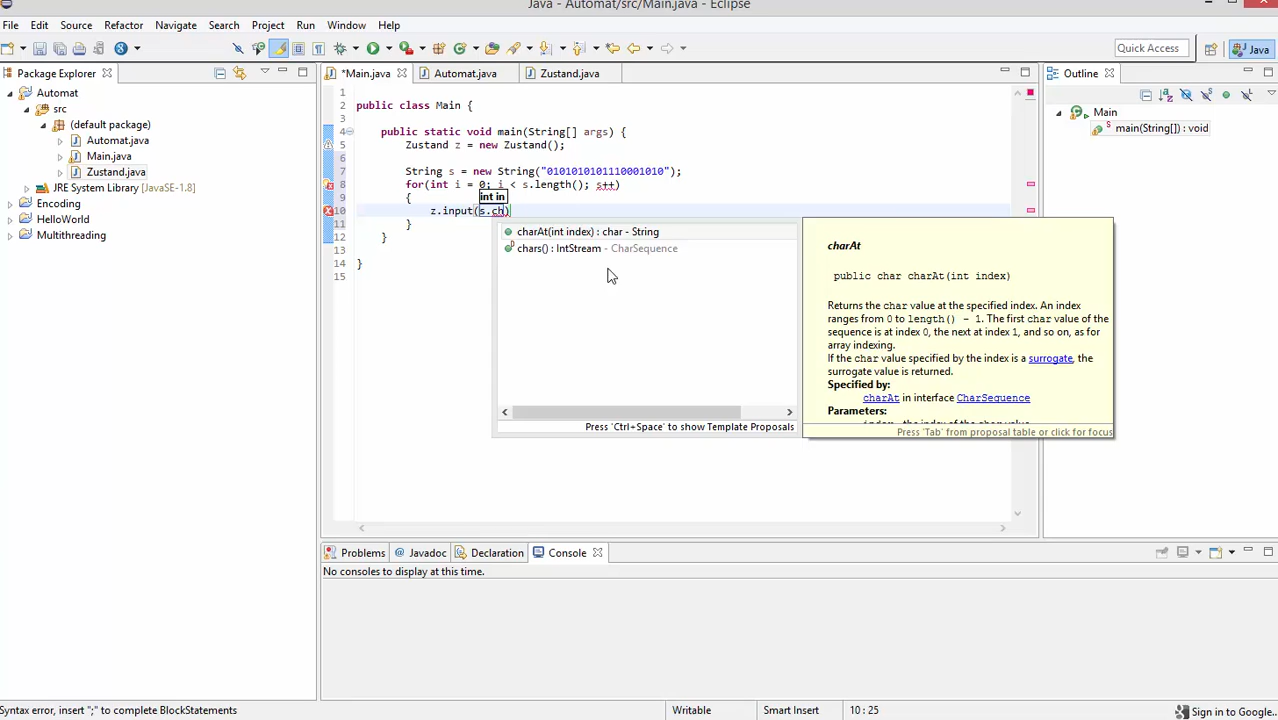 Java - Automat/src/Main.java - Eclipse
File Edit Source Refactor Navigate Search Project Run Window Help
Quick Access Java
Package Explorer
*Main.java Automat.java Zustand.java
Outline
Automat
src
(default package)
Automat.java
Main.java
Zustand.java
JRE System Library [JavaSE-1.8]
Encoding
HelloWorld
Multithreading
1
2 public class Main {
3
4 public static void main(String[] args) {
5 Zustand z = new Zustand();
6
7 String s = new String("0101010101110001010");
8 for(int i = 0; i < s.length(); s++)
9 {
int in
10 z.input(s.ch)
11 }
12 }
13
14 }
15
charAt(int index) : char - String
chars() : IntStream - CharSequence
Press 'Ctrl+Space' to show Template Proposals
charAt
public char charAt(int index)
Returns the char value at the specified index. An index
ranges from 0 to length() - 1. The first char value of the
sequence is at index 0, the next at index 1, and so on, as for
array indexing.
If the char value specified by the index is a surrogate, the
surrogate value is returned.
Specified by:
charAt in interface CharSequence
Parameters:
Press 'Tab' from proposal table or click for focus
Main
main(String[]) : void
Problems @ Javadoc Declaration Console
No consoles to display at this time.
Syntax error, insert ";" to complete BlockStatements Writable Smart Insert 10 : 25 Sign in to Google...